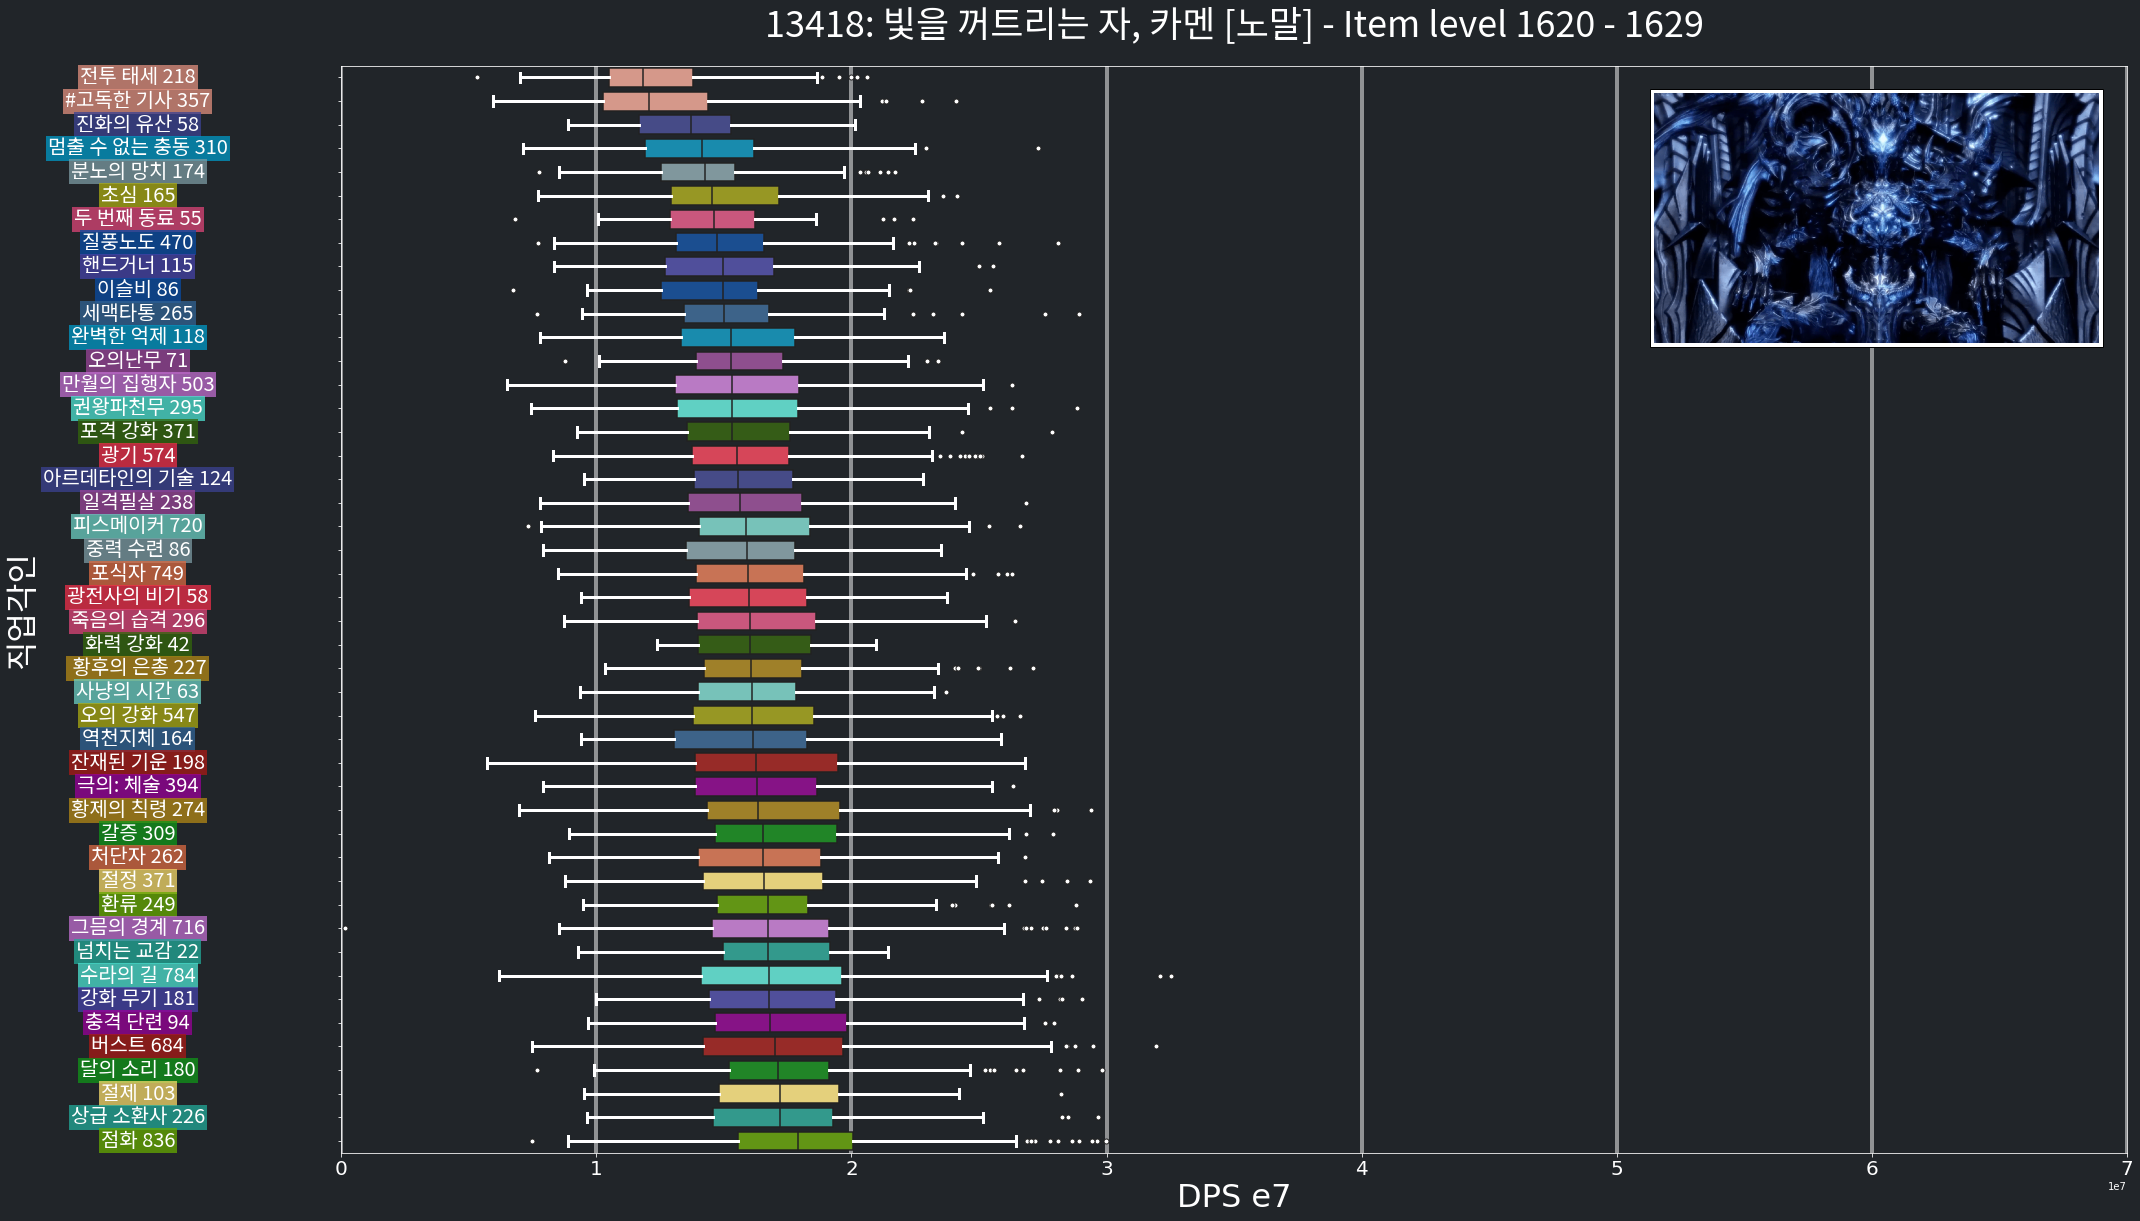 13418: 빛을 꺼트리는 자, 카멘 [노말] - Item level 1620 - 1629
직업각인
전투 태세 218
#고독한 기사 357
진화의 유산 58
멈출 수 없는 충동 310
분노의 망치 174
초심 165
두 번째 동료 55
질풍노도 470
핸드거너 115
이슬비 86
세맥타통 265
완벽한 억제 118
오의난무 71
만월의 집행자 503
권왕파천무 295
포격 강화 371
광기 574
아르데타인의 기술 124
일격필살 238
피스메이커 720
중력 수련 86
포식자 749
광전사의 비기 58
죽음의 습격 296
화력 강화 42
황후의 은총 227
사냥의 시간 63
오의 강화 547
역천지체 164
잔재된 기운 198
극의: 체술 394
황제의 칙령 274
갈증 309
처단자 262
절정 371
환류 249
그믐의 경계 716
넘치는 교감 22
수라의 길 784
강화 무기 181
충격 단련 94
버스트 684
달의 소리 180
절제 103
상급 소환사 226
점화 836
0 1 2 3 4 5 6 7
DPS e7
1e7